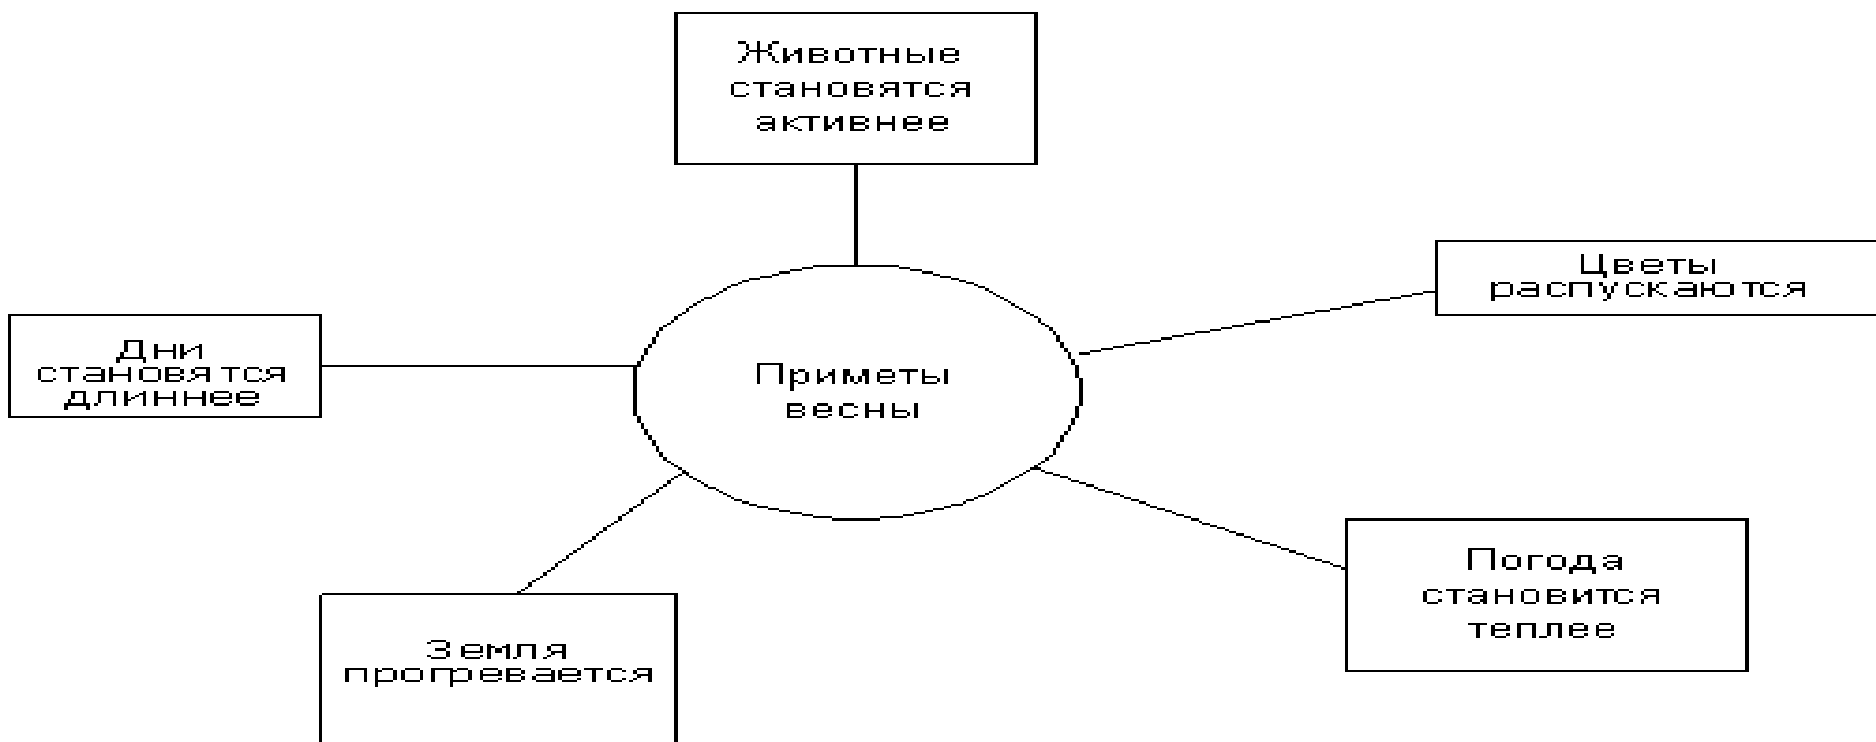 Животные
становятся
активнее
Цветы
распускаются
Дни
становятся
длиннее
Приметы
весны
Погода
становится
теплее
Земля
прогревается